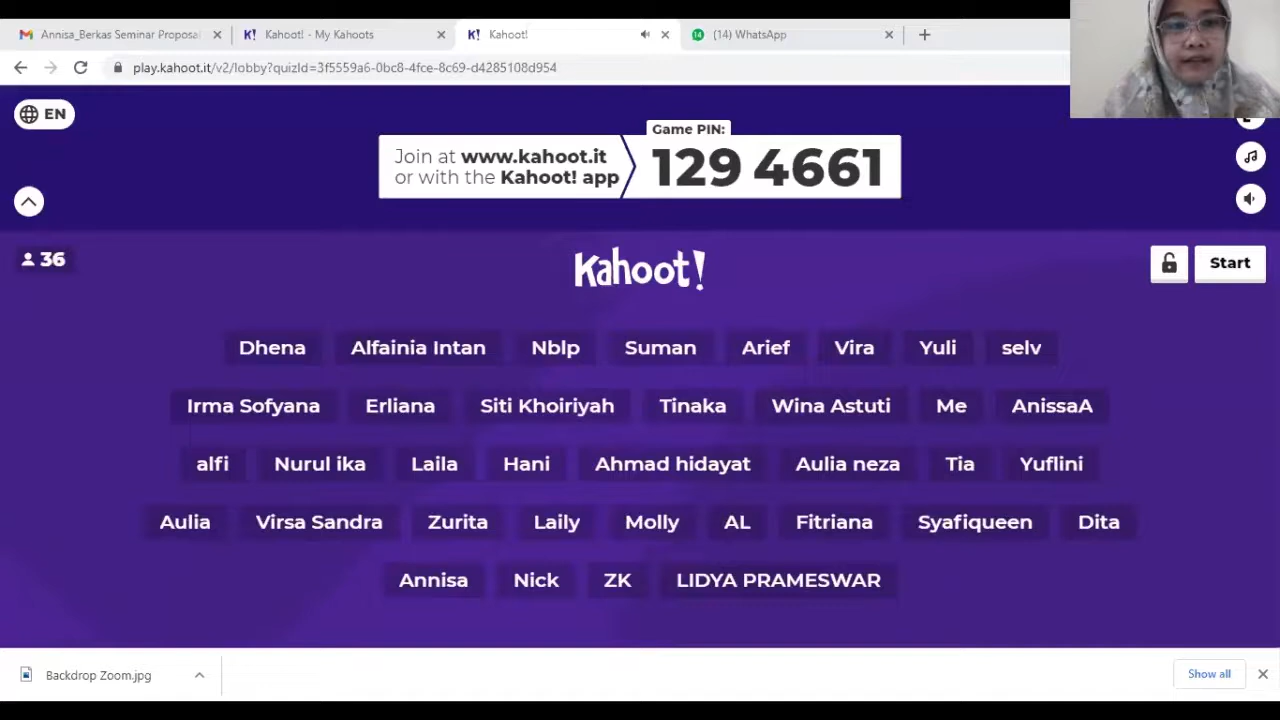 Annisa_Berkas Seminar Proposal
Kahoot! - My Kahoots
Kahoot!
14
(14) WhatsApp
play.kahoot.it/v2/lobby?quizId=3f5559a6-0bc8-4fce-8c69-d4285108d954
EN
Game PIN:
Join at www.kahoot.it
or with the Kahoot! app
129 4661
36
Kahoot!
Start
Dhena Alfainia Intan Nblp Suman Arief Vira Yuli selv
Irma Sofyana Erliana Siti Khoiriyah Tinaka Wina Astuti Me AnissaA
alfi Nurul ika Laila Hani Ahmad hidayat Aulia neza Tia Yuflini
Aulia Virsa Sandra Zurita Laily Molly AL Fitriana Syafiqueen Dita
Annisa Nick ZK LIDYA PRAMESWAR
Backdrop Zoom.jpg
Show all